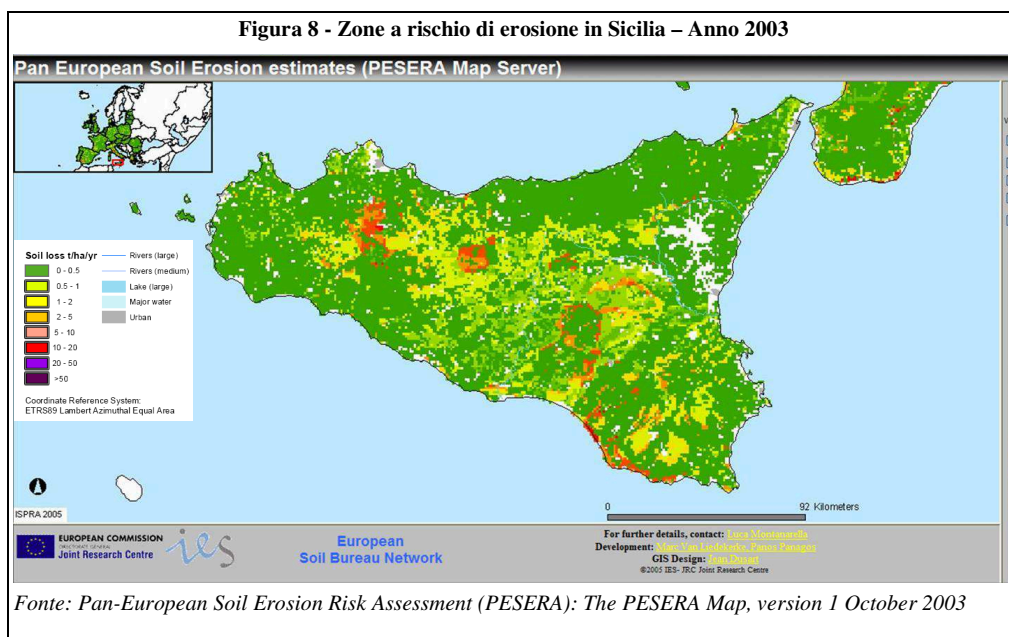 Figura 8 - Zone a rischio di erosione in Sicilia – Anno 2003
Pan European Soil Erosion estimates (PESERA Map Server)
Soil loss t/ha/yr
0 - 0.5
0.5 - 1
1 - 2
2 - 5
5 - 10
10 - 20
20 - 50
>50
Rivers (large)
Rivers (medium)
Lake (large)
Major water
Urban
Coordinate Reference System:
ETRS89 Lambert Azimuthal Equal Area
ISPRA 2005
0 92 Kilometers
EUROPEAN COMMISSION
DIRECTORATE GENERAL
Joint Research Centre
ies
European
Soil Bureau Network
For further details, contact: Luca Montanarella
Development: Marc Van Liedekerke, Panos Panagos
GIS Design: Jean Dusart
©2005 IES- JRC Joint Research Centre
Fonte: Pan-European Soil Erosion Risk Assessment (PESERA): The PESERA Map, version 1 October 2003